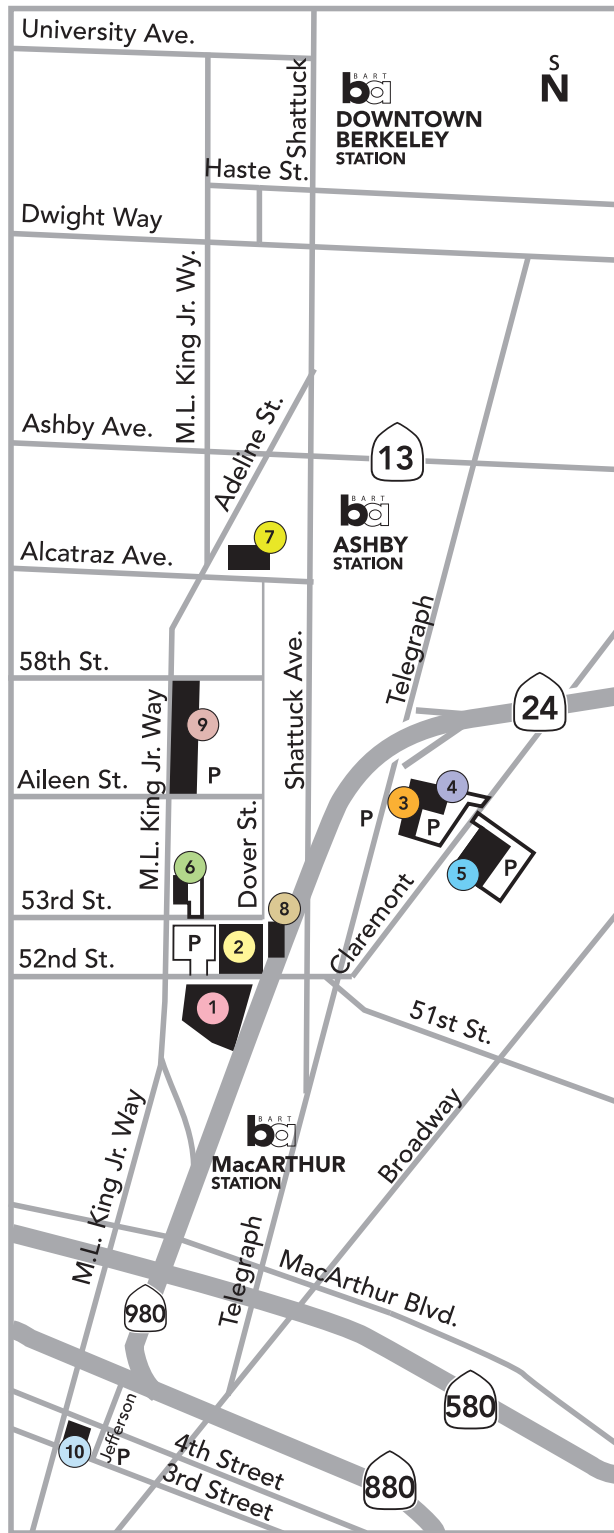 University Ave.
Shattuck
S
N
BART
ba
DOWNTOWN
BERKELEY
STATION
Haste St.
Dwight Way
M.L. King Jr. Wy.
Ashby Ave.
Adeline St.
13
BART
ba
ASHBY
STATION
7
Alcatraz Ave.
Telegraph
58th St.
Shattuck Ave.
24
M.L. King Jr. Way
9
P
Aileen St.
4
3
P
P
Dover St.
6
5
P
53rd St.
8
Claremont
P
2
52nd St.
1
51st St.
BART
ba
MacARTHUR
STATION
Broadway
M.L. King Jr. Way
Telegraph
MacArthur Blvd.
980
580
Jefferson
10
P
4th Street
3rd Street
880